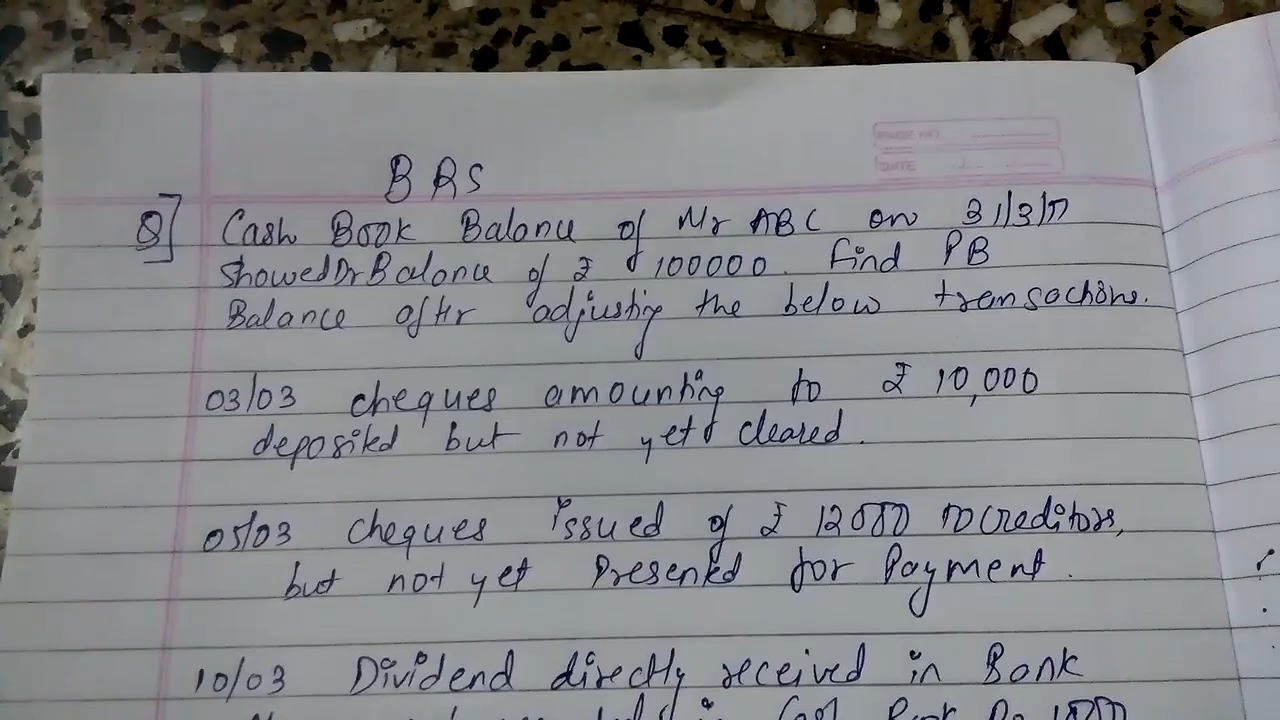 PAGE NO.
DATE
BRS
Q] Cash Book Balance of Mr ABC on 31/3/17
showed Dr Balance of ₹ 100000. Find PB
Balance after adjusting the below transactions.
03/03 cheques amounting to ₹ 10,000
deposited but not yet cleared.
05/03 cheques issued of ₹ 12000 to creditors,
but not yet Presented for Payment.
10/03 Dividend directly received in Bank